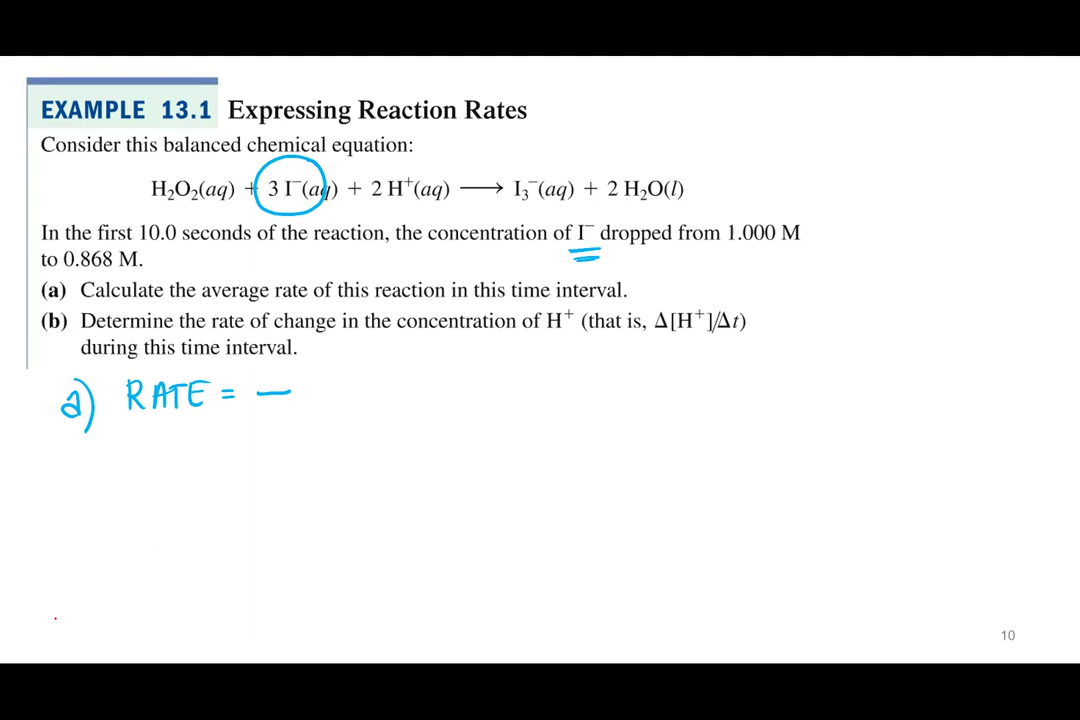 EXAMPLE 13.1 Expressing Reaction Rates
Consider this balanced chemical equation:
H₂O₂(aq) + 3 I⁻(aq) + 2 H⁺(aq) ⟶ I₃⁻(aq) + 2 H₂O(l)
In the first 10.0 seconds of the reaction, the concentration of I⁻ dropped from 1.000 M
to 0.868 M.
(a) Calculate the average rate of this reaction in this time interval.
(b) Determine the rate of change in the concentration of H⁺ (that is, Δ[H⁺]/Δt)
during this time interval.
a) RATE = —
10